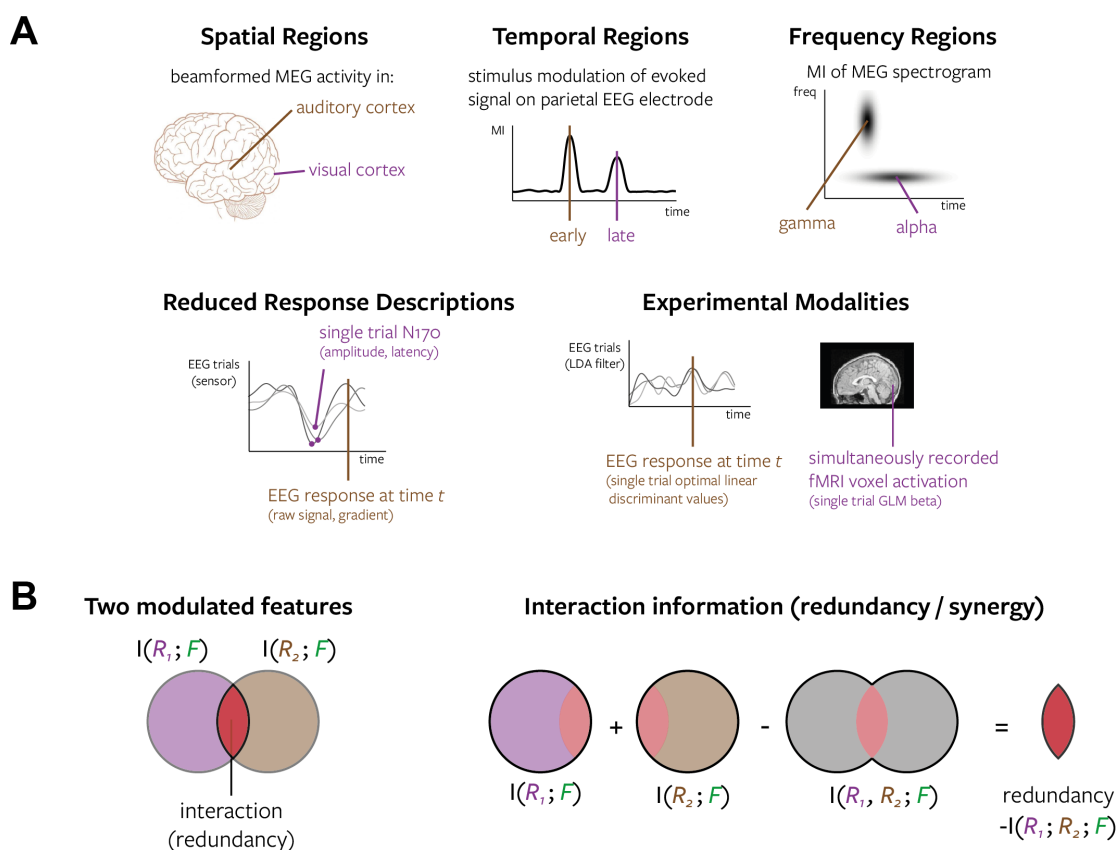 A
Spatial Regions
beamformed MEG activity in:
auditory cortex
visual cortex
Temporal Regions
stimulus modulation of evoked
signal on parietal EEG electrode
MI
time
early
late
Frequency Regions
MI of MEG spectrogram
freq
time
gamma
alpha
Reduced Response Descriptions
single trial N170
(amplitude, latency)
EEG trials
(sensor)
time
EEG response at time t
(raw signal, gradient)
Experimental Modalities
EEG trials
(LDA filter)
time
EEG response at time t
(single trial optimal linear
discriminant values)
simultaneously recorded
fMRI voxel activation
(single trial GLM beta)
B
Two modulated features
I(R₁; F)
I(R₂; F)
interaction
(redundancy)
Interaction information (redundancy / synergy)
+
-
=
I(R₁; F)
I(R₂; F)
I(R₁, R₂; F)
redundancy
-I(R₁; R₂; F)